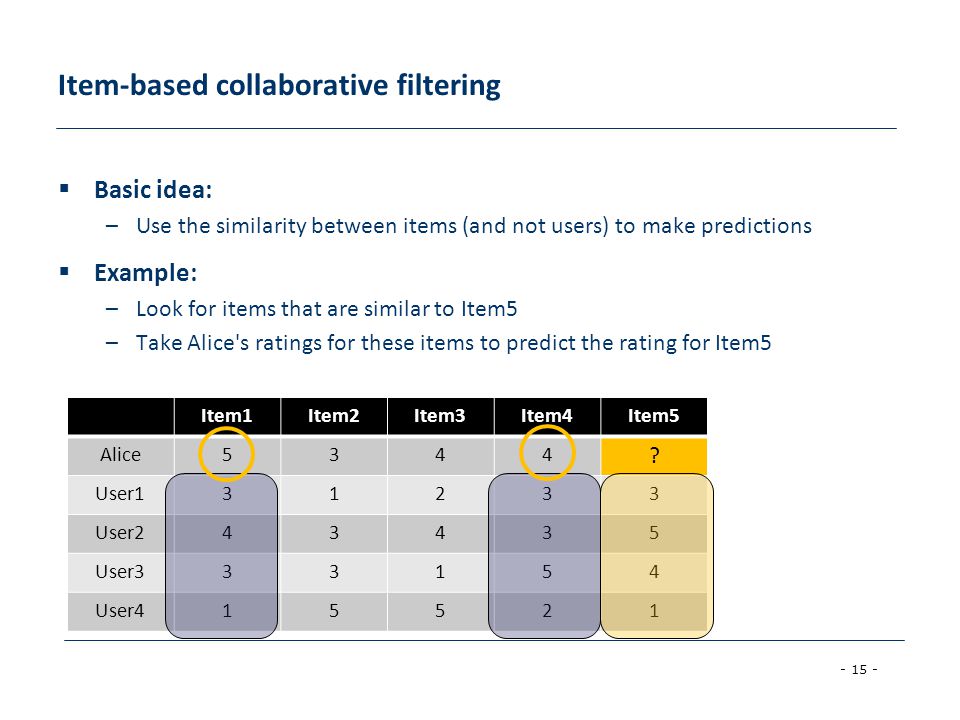 Item-based collaborative filtering
▪ Basic idea:
– Use the similarity between items (and not users) to make predictions
▪ Example:
– Look for items that are similar to Item5
– Take Alice's ratings for these items to predict the rating for Item5
Item1 Item2 Item3 Item4 Item5
Alice 5 3 4 4 ?
User1 3 1 2 3 3
User2 4 3 4 3 5
User3 3 3 1 5 4
User4 1 5 5 2 1
- 15 -